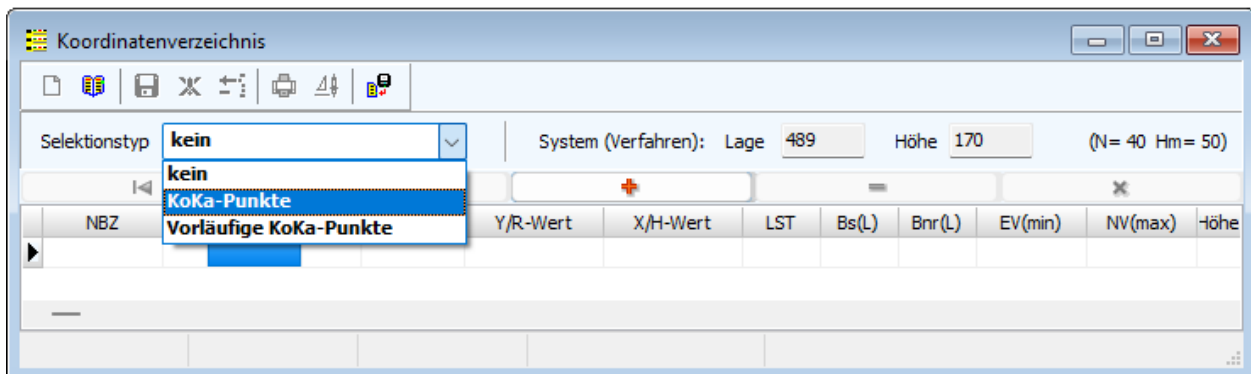 Koordinatenverzeichnis
Selektionstyp kein System (Verfahren): Lage 489 Höhe 170 (N= 40 Hm= 50)
kein
KoKa-Punkte
Vorläufige KoKa-Punkte
NBZ Y/R-Wert X/H-Wert LST Bs(L) Bnr(L) EV(min) NV(max) Höhe